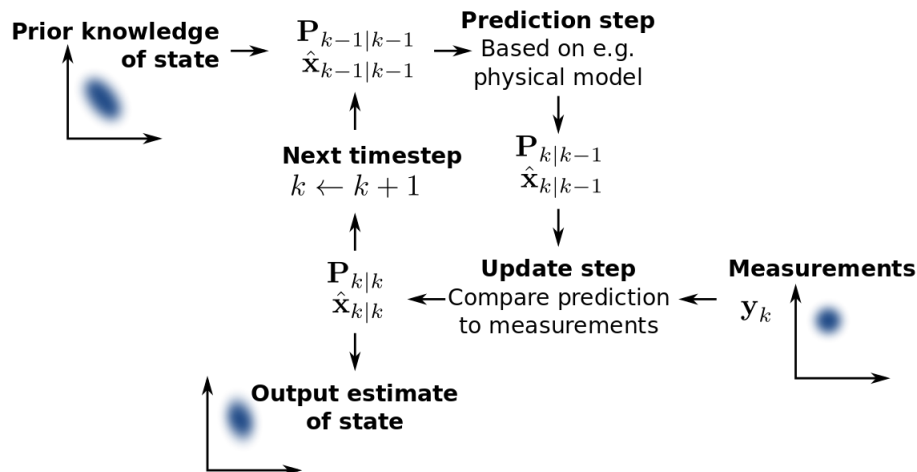 Prior knowledge
of state
P_{k−1|k−1}
x̂_{k−1|k−1}
Prediction step
Based on e.g.
physical model
P_{k|k−1}
x̂_{k|k−1}
Next timestep
k ← k + 1
P_{k|k}
x̂_{k|k}
Update step
Compare prediction
to measurements
Measurements
y_k
Output estimate
of state